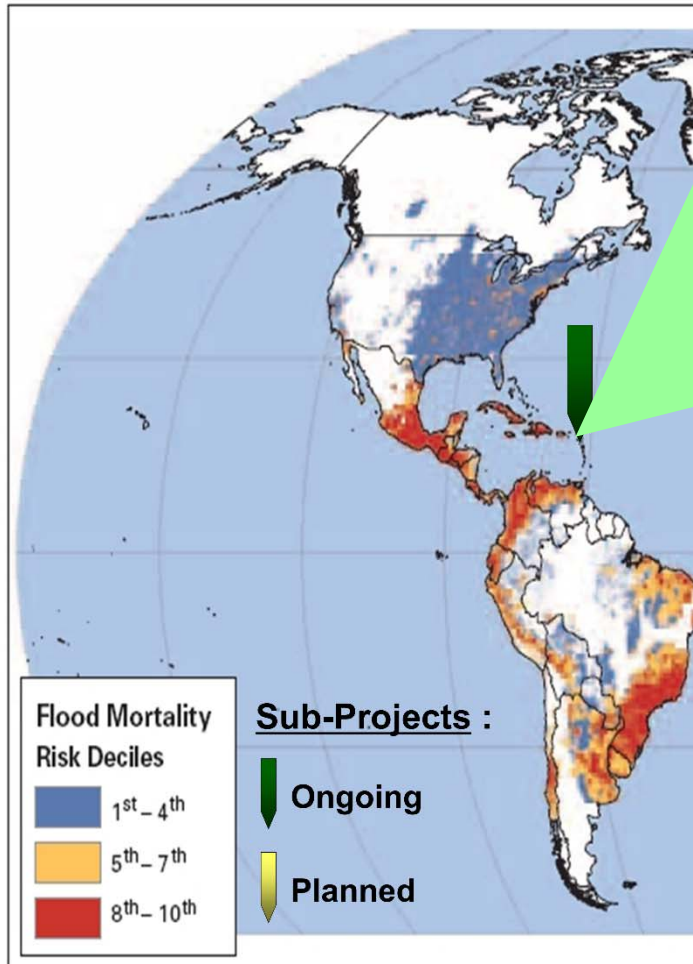 Flood Mortality
Risk Deciles
1st – 4th
5th – 7th
8th – 10th
Sub-Projects :
Ongoing
Planned